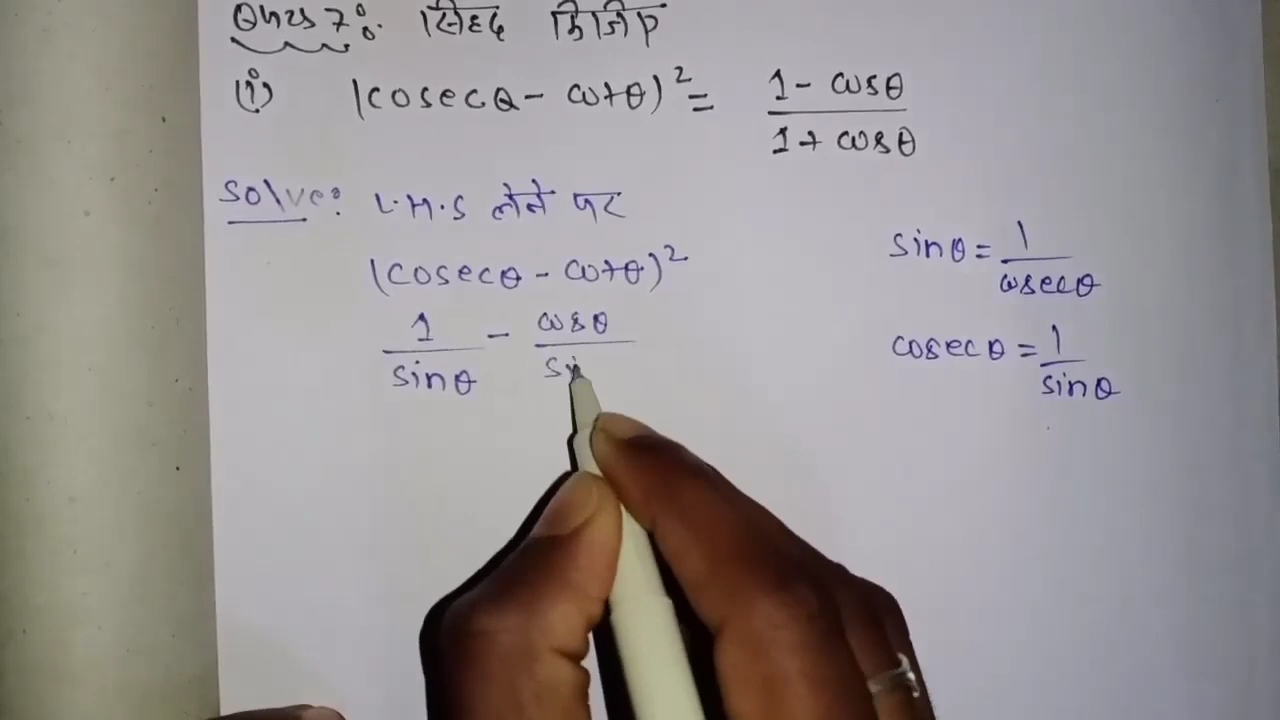 Ques 7: सिद्ध किजिए
(i) (cosecθ - cotθ)² = 1 - cosθ / 1 + cosθ
Solve: L.H.S लेने पर
(cosecθ - cotθ)²
1 / sinθ - cosθ / si
sinθ = 1 / cosecθ
cosecθ = 1 / sinθ